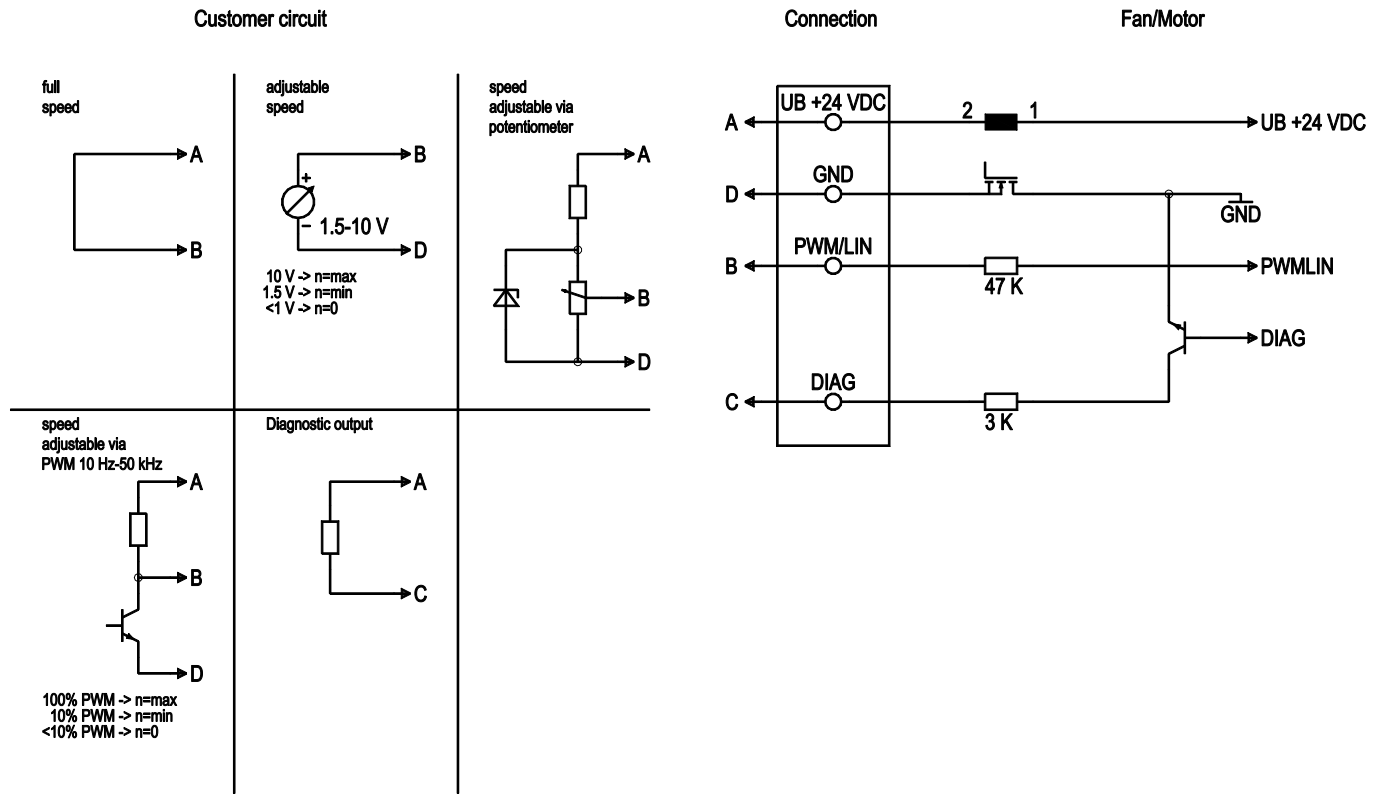 Customer circuit
Connection
Fan/Motor
full
speed
A
B
adjustable
speed
B
+
− 1.5-10 V
D
10 V -> n=max
1.5 V -> n=min
<1 V -> n=0
speed
adjustable via
potentiometer
A
B
D
speed
adjustable via
PWM 10 Hz-50 kHz
A
B
D
100% PWM -> n=max
10% PWM -> n=min
<10% PWM -> n=0
Diagnostic output
A
C
UB +24 VDC
A
2
1
UB +24 VDC
GND
D
GND
PWM/LIN
B
47 K
PWMLIN
DIAG
DIAG
C
3 K